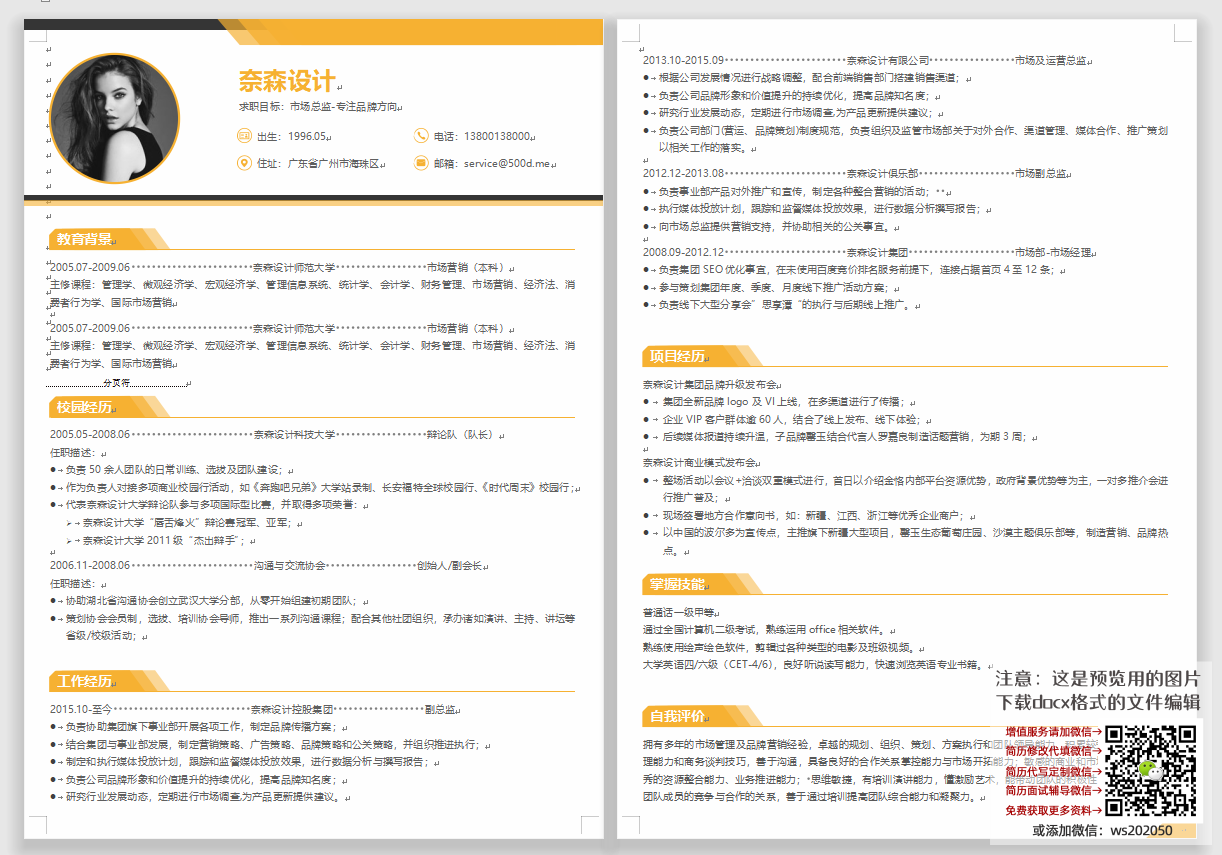 奈森设计
求职目标：市场总监-专注品牌方向
出生：1996.05
电话：13800138000
住址：广东省广州市海珠区
邮箱：service@500d.me
教育背景
2005.07-2009.06 奈森设计师范大学 市场营销（本科）
主修课程：管理学、微观经济学、宏观经济学、管理信息系统、统计学、会计学、财务管理、市场营销、经济法、消
费者行为学、国际市场营销
2005.07-2009.06 奈森设计师范大学 市场营销（本科）
主修课程：管理学、微观经济学、宏观经济学、管理信息系统、统计学、会计学、财务管理、市场营销、经济法、消
费者行为学、国际市场营销
分页符
校园经历
2005.05-2008.06 奈森设计科技大学 辩论队（队长）
任职描述：
● 负责 50 余人团队的日常训练、选拔及团队建设；
● 作为负责人对接多项商业校园行活动，如《奔跑吧兄弟》大学站录制、长安福特全球校园行、《时代周末》校园行；
● 代表奈森设计大学辩论队参与多项国际型比赛，并取得多项荣誉：
➢ 奈森设计大学“唇舌烽火”辩论赛冠军、亚军；
➢ 奈森设计大学 2011 级“杰出辩手”；
2006.11-2008.06 沟通与交流协会 创始人/副会长
任职描述：
● 协助湖北省沟通协会创立武汉大学分部，从零开始组建初期团队；
● 策划协会会员制，选拔、培训协会导师，推出一系列沟通课程；配合其他社团组织，承办诸如演讲、主持、讲坛等
省级/校级活动；
工作经历
2015.10-至今 奈森设计控股集团 副总监
● 负责协助集团旗下事业部开展各项工作，制定品牌传播方案；
● 结合集团与事业部发展，制定营销策略、广告策略、品牌策略和公关策略，并组织推进执行；
● 制定和执行媒体投放计划，跟踪和监督媒体投放效果，进行数据分析与撰写报告；
● 负责公司品牌形象和价值提升的持续优化，提高品牌知名度；
● 研究行业发展动态，定期进行市场调查,为产品更新提供建议。
2013.10-2015.09 奈森设计有限公司 市场及运营总监
● 根据公司发展情况进行战略调整，配合前端销售部门搭建销售渠道；
● 负责公司品牌形象和价值提升的持续优化，提高品牌知名度；
● 研究行业发展动态，定期进行市场调查,为产品更新提供建议；
● 负责公司部门(营运、品牌策划)制度规范，负责组织及监管市场部关于对外合作、渠道管理、媒体合作、推广策划
以相关工作的落实。
2012.12-2013.08 奈森设计俱乐部 市场副总监
● 负责事业部产品对外推广和宣传，制定各种整合营销的活动；
● 执行媒体投放计划，跟踪和监督媒体投放效果，进行数据分析撰写报告；
● 向市场总监提供营销支持，并协助相关的公关事宜。
2008.09-2012.12 奈森设计集团 市场部-市场经理
● 负责集团 SEO 优化事宜，在未使用百度竞价排名服务前提下，连接占据首页 4 至 12 条；
● 参与策划集团年度、季度、月度线下推广活动方案；
● 负责线下大型分享会”思享潭“的执行与后期线上推广。
项目经历
奈森设计集团品牌升级发布会
● 集团全新品牌 logo 及 VI 上线，在多渠道进行了传播；
● 企业 VIP 客户群体逾 60 人，结合了线上发布、线下体验；
● 后续媒体报道持续升温，子品牌罍玉结合代言人罗嘉良制造话题营销，为期 3 周；
奈森设计商业模式发布会
● 整场活动以会议+洽谈双重模式进行，首日以介绍金恪内部平台资源优势，政府背景优势等为主，一对多推介会进
行推广普及；
● 现场签署地方合作意向书，如：新疆、江西、浙江等优秀企业商户；
● 以中国的波尔多为宣传点，主推旗下新疆大型项目，罍玉生态葡萄庄园、沙漠主题俱乐部等，制造营销、品牌热
点。
掌握技能
普通话一级甲等
通过全国计算机二级考试，熟练运用 office 相关软件。
熟练使用绘声绘色软件，剪辑过各种类型的电影及班级视频。
大学英语四/六级（CET-4/6），良好听说读写能力，快速浏览英语专业书籍。
自我评价
拥有多年的市场管理及品牌营销经验，卓越的规划、组织、策划、方案执行和团队领导能力，积累较
理能力和商务谈判技巧，善于沟通，具备良好的合作关系掌控能力与市场开拓能力；敏感的商业和市
秀的资源整合能力、业务推进能力；思维敏捷，有培训演讲能力，懂激励艺术，能带动团队的积极性
团队成员的竞争与合作的关系，善于通过培训提高团队综合能力和凝聚力。
注意：这是预览用的图片
下载docx格式的文件编辑
增值服务请加微信→
简历修改代填微信→
简历代写定制微信→
简历面试辅导微信→
免费获取更多资料→
或添加微信：ws202050